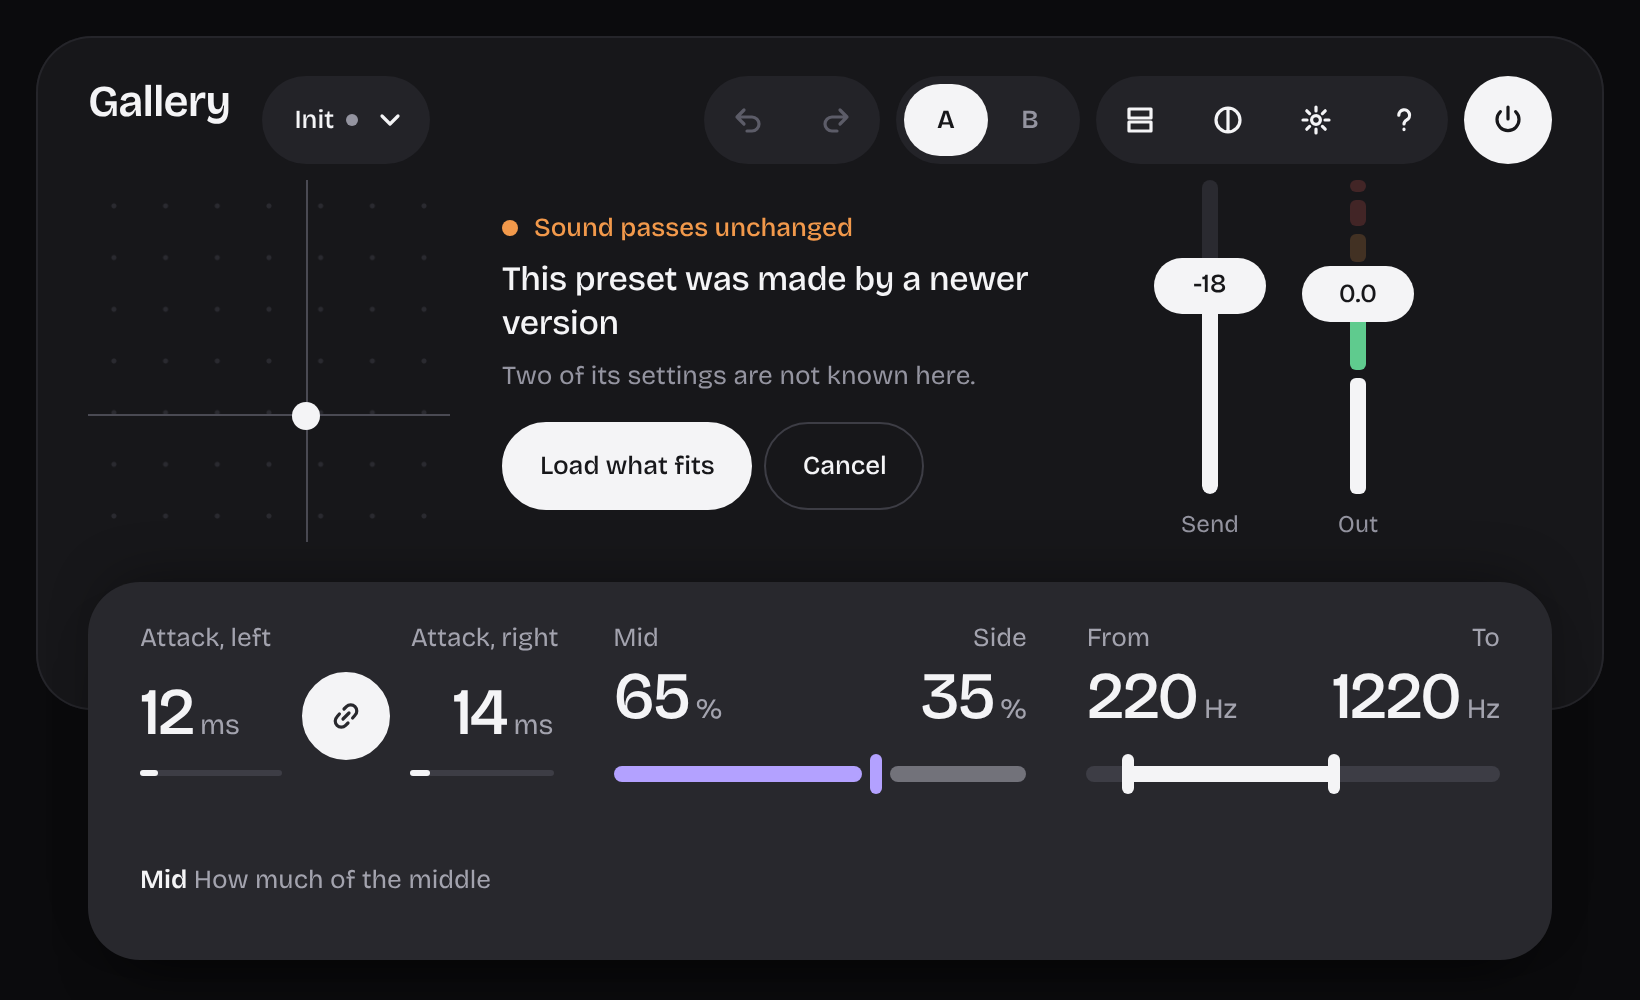 Gallery
Init
A
B
?
Sound passes unchanged
This preset was made by a newer
version
Two of its settings are not known here.
Load what fits
Cancel
-18
0.0
Send
Out
Attack, left
Attack, right
Mid
Side
From
To
12 ms
14 ms
65 %
35 %
220 Hz
1220 Hz
Mid How much of the middle